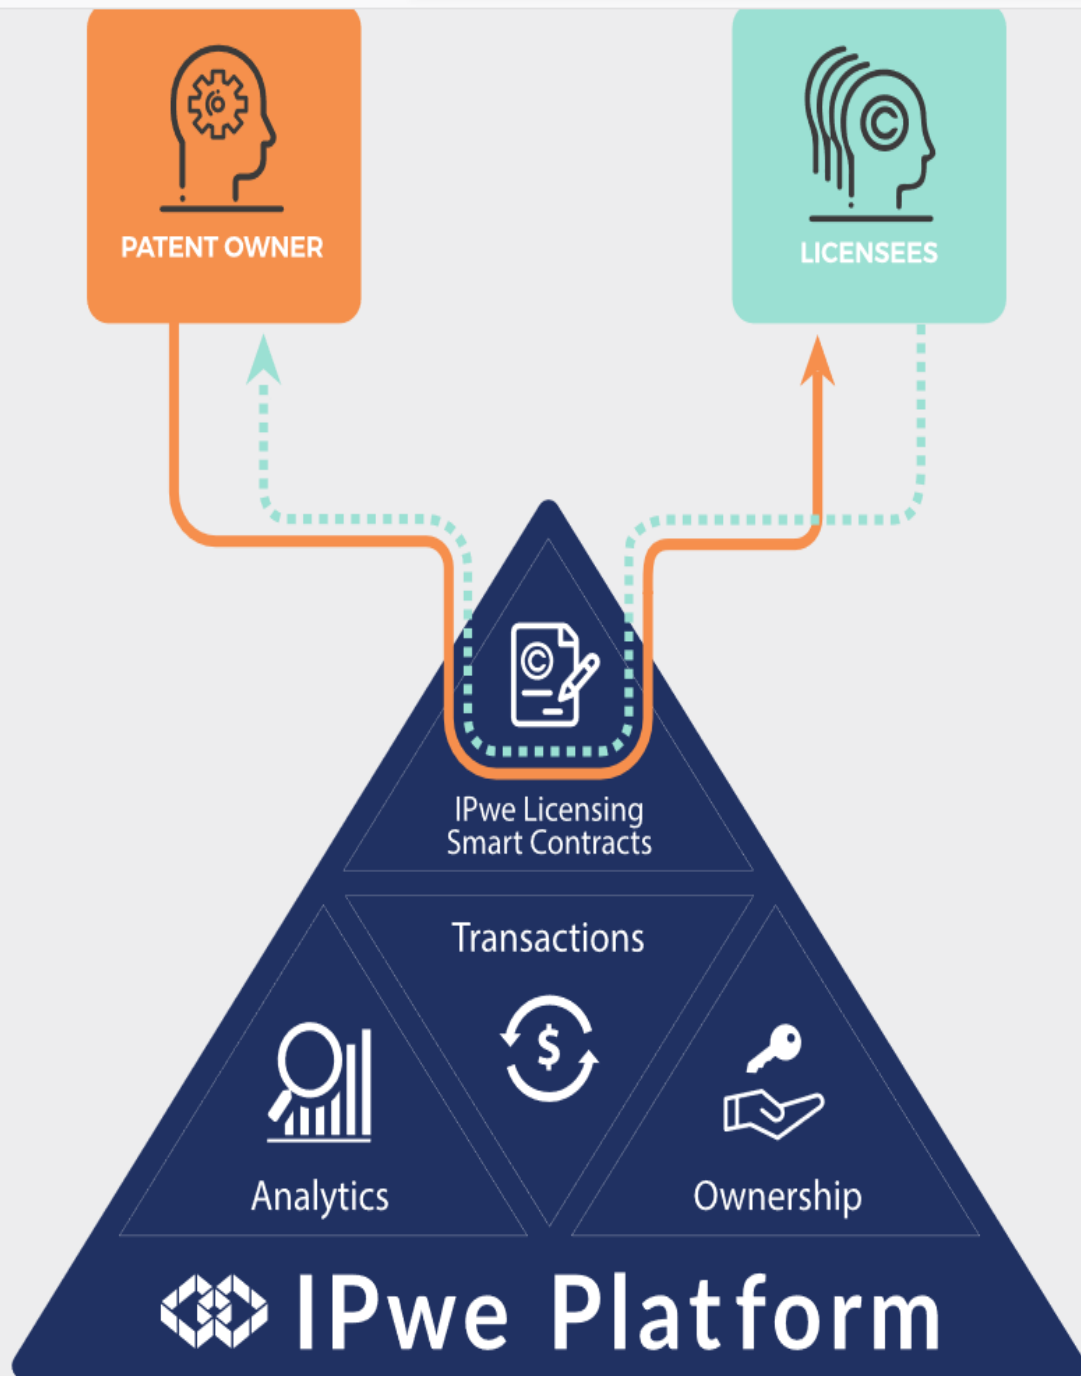 PATENT OWNER
LICENSEES
©
©
IPwe Licensing
Smart Contracts
Transactions
$
Analytics
Ownership
IPwe Platform